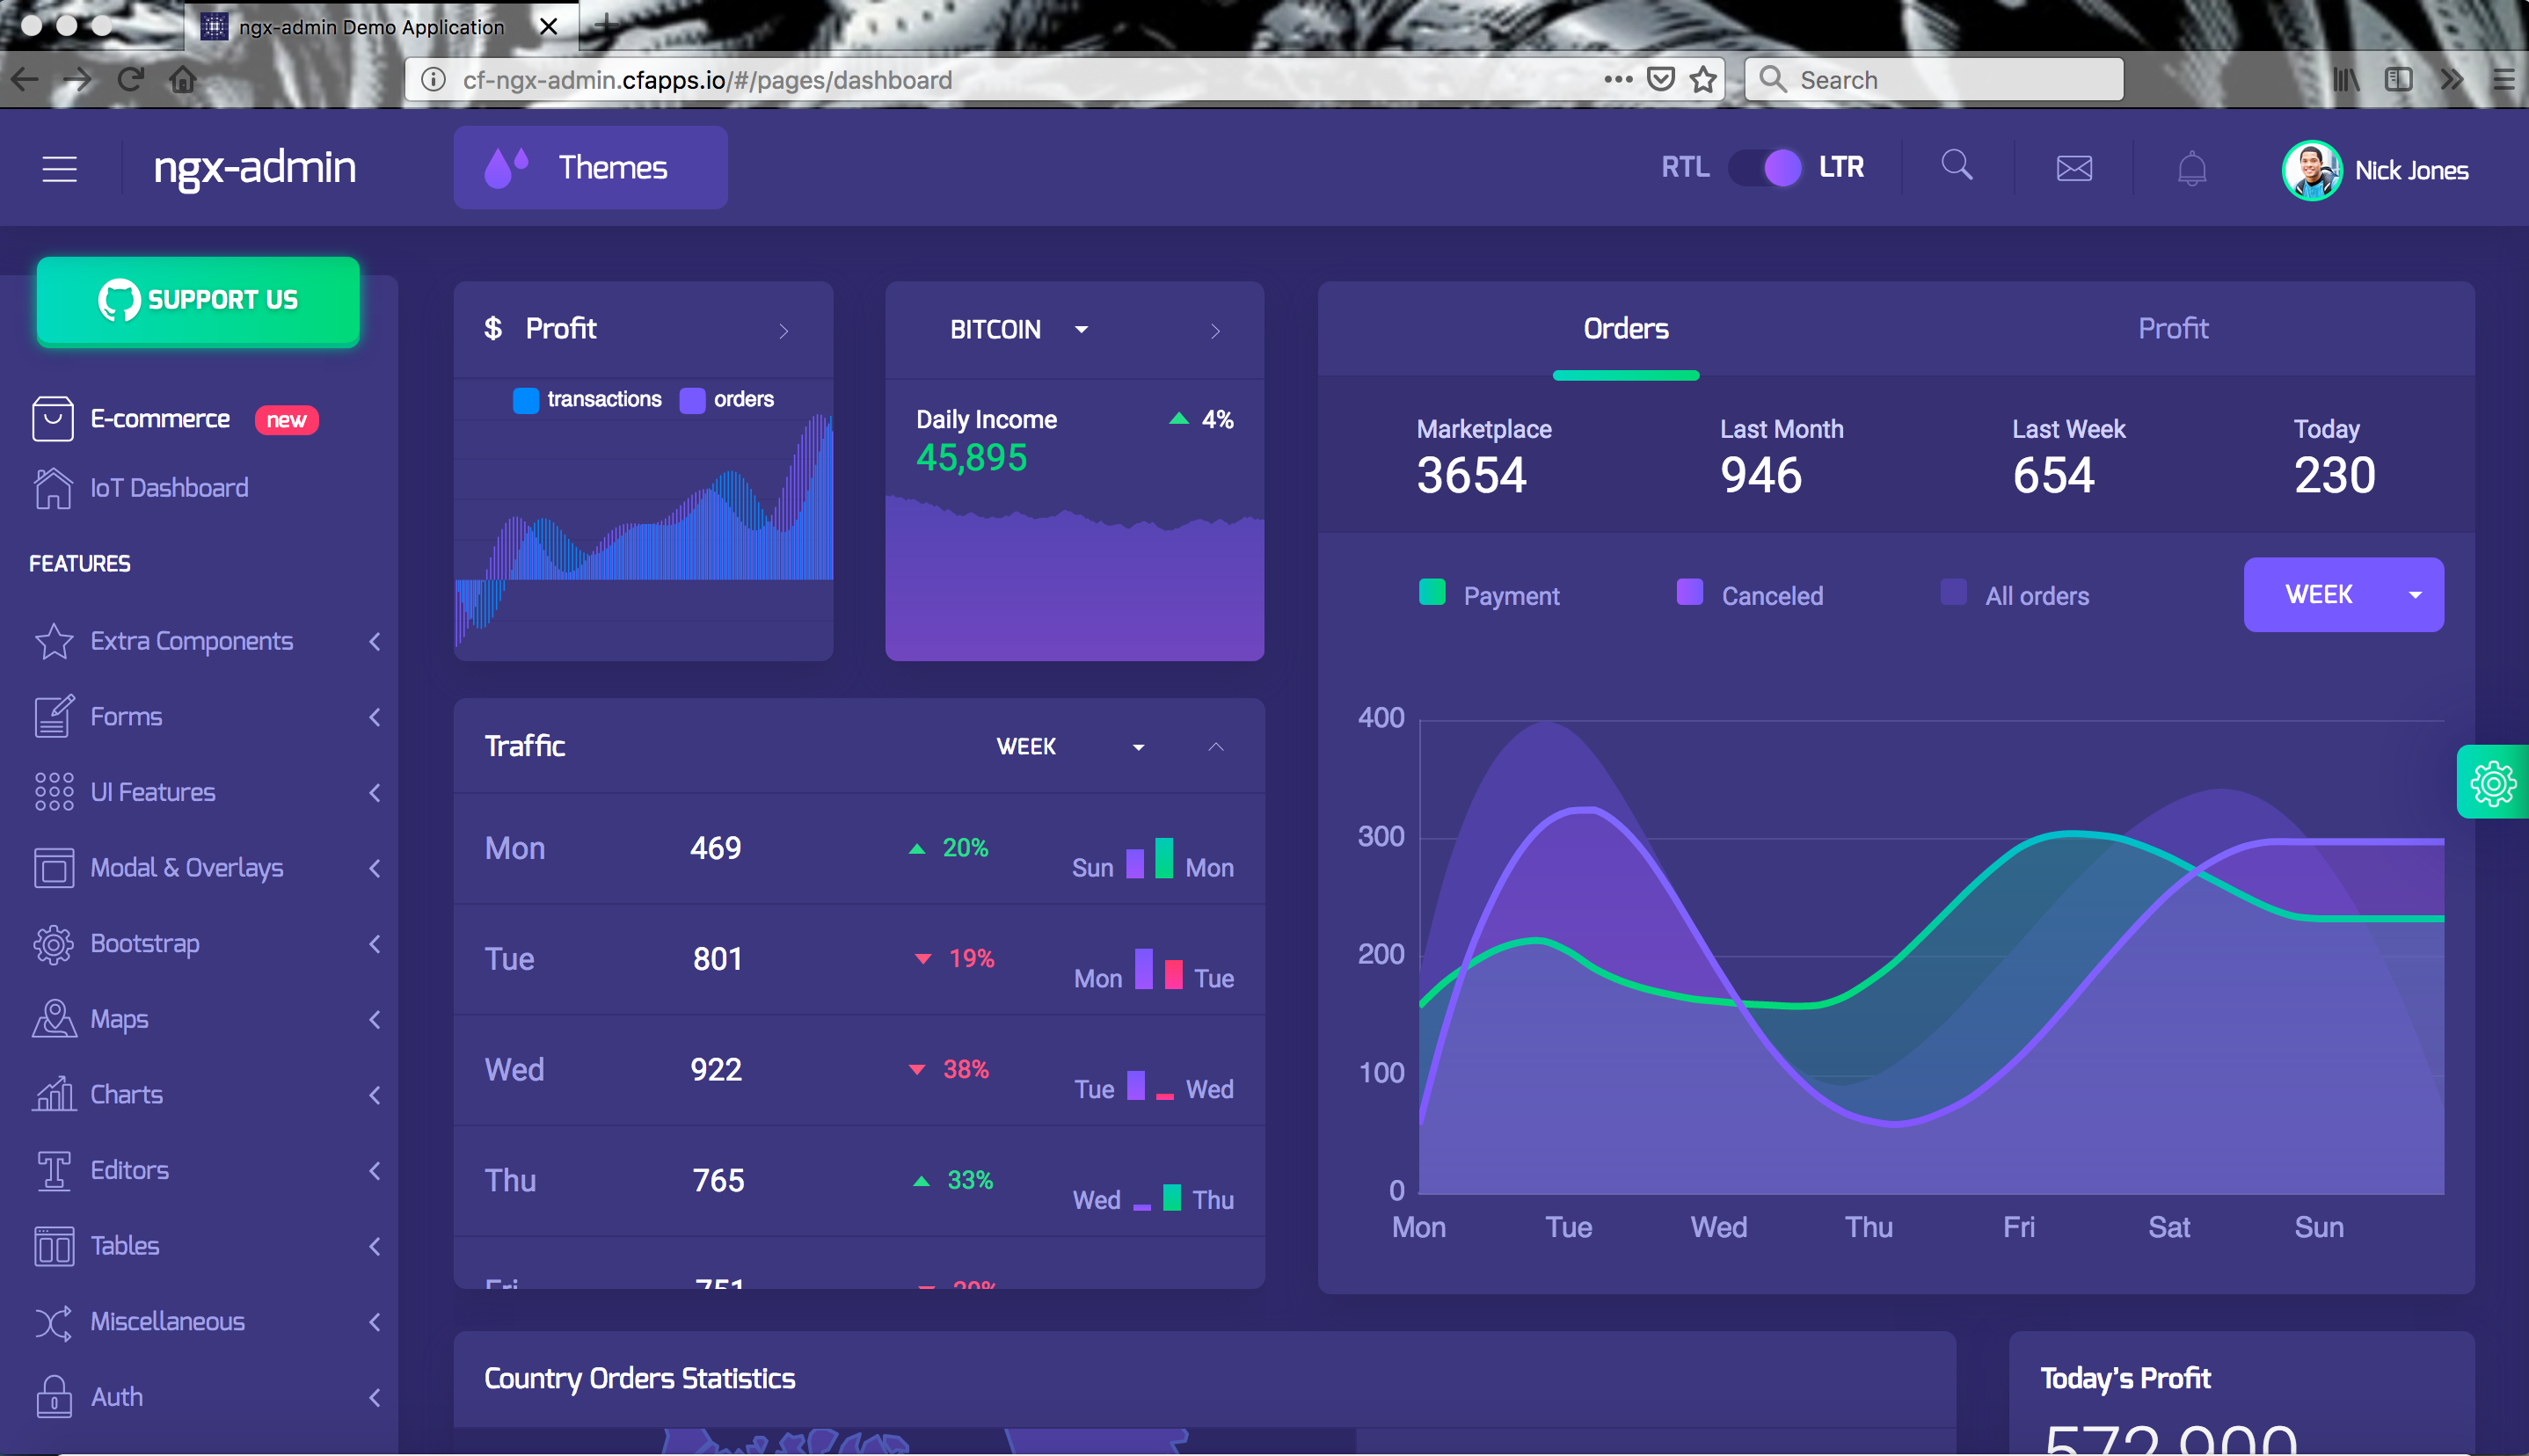 ngx-admin Demo Application
cf-ngx-admin.cfapps.io/#/pages/dashboard
Search
ngx-admin
Themes
RTL LTR
Nick Jones
SUPPORT US
E-commerce new
IoT Dashboard
FEATURES
Extra Components
Forms
UI Features
Modal & Overlays
Bootstrap
Maps
Charts
Editors
Tables
Miscellaneous
Auth
$ Profit
transactions orders
BITCOIN
Daily Income 4%
45,895
Traffic WEEK
Mon 469 20% Sun Mon
Tue 801 19% Mon Tue
Wed 922 38% Tue Wed
Thu 765 33% Wed Thu
Fri 751 20%
Orders Profit
Marketplace Last Month Last Week Today
3654 946 654 230
Payment Canceled All orders WEEK
400
300
200
100
0
Mon Tue Wed Thu Fri Sat Sun
Country Orders Statistics
Today's Profit
572,900